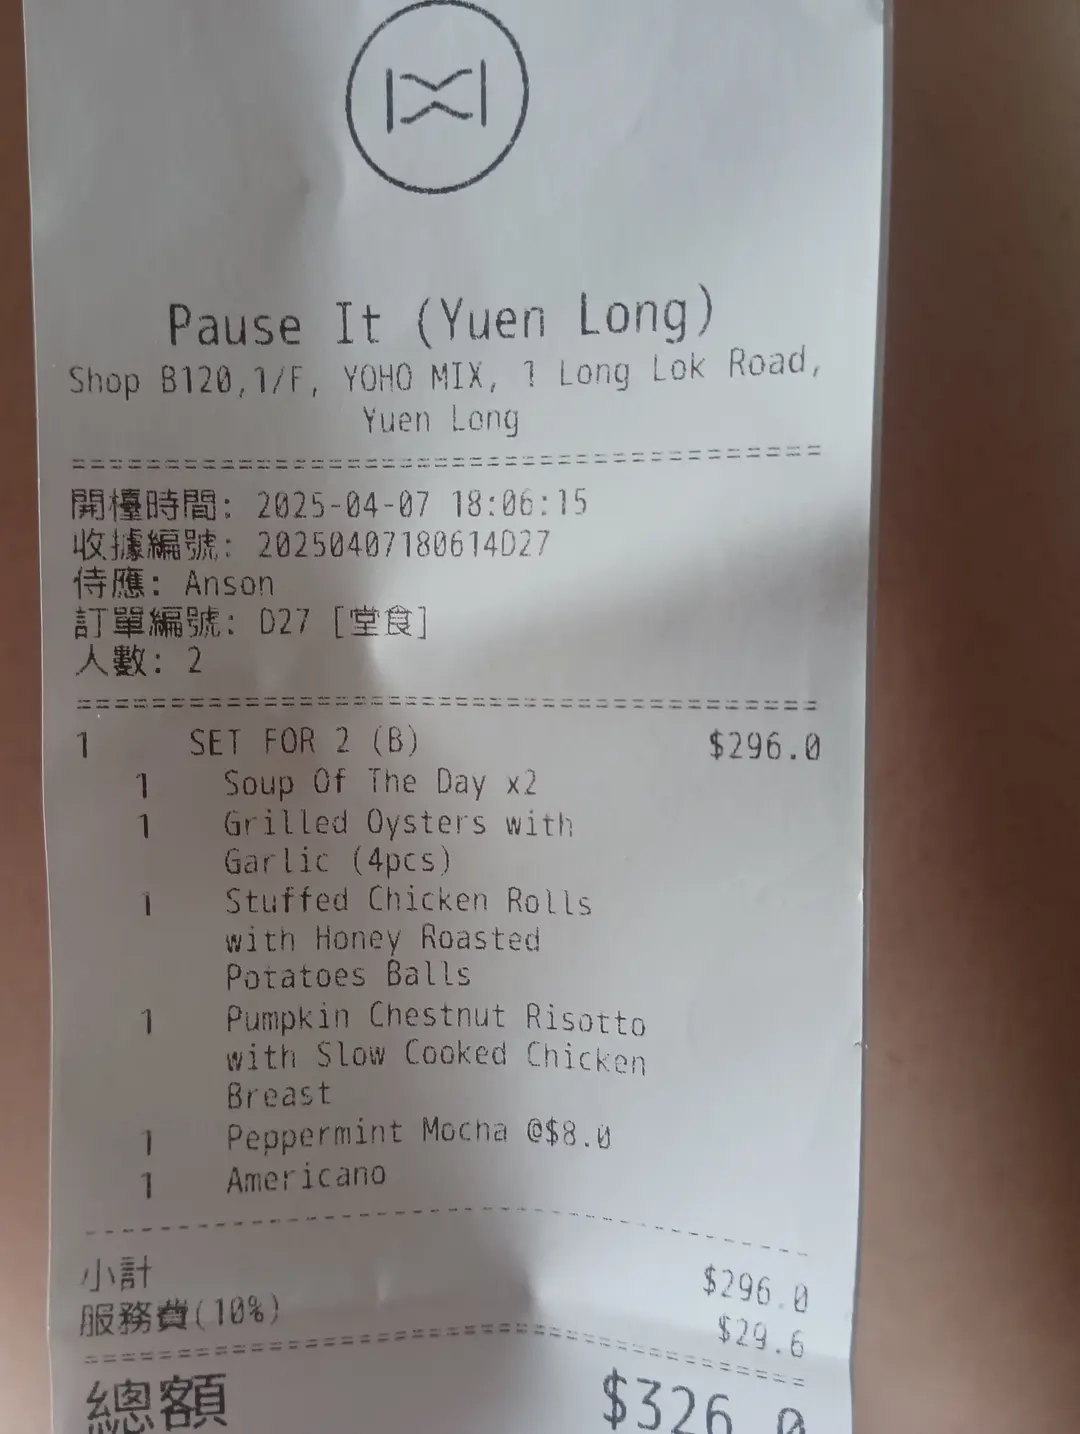 Pause It (Yuen Long)
Shop B120,1/F, YOHO MIX, 1 Long Lok Road,
Yuen Long
=========================================
開檯時間: 2025-04-07 18:06:15
收據編號: 20250407180614D27
侍應: Anson
訂單編號: D27 [堂食]
人數: 2
=========================================
1 SET FOR 2 (B) $296.0
1 Soup Of The Day x2
1 Grilled Oysters with
Garlic (4pcs)
1 Stuffed Chicken Rolls
with Honey Roasted
Potatoes Balls
1 Pumpkin Chestnut Risotto
with Slow Cooked Chicken
Breast
1 Peppermint Mocha @$8.0
1 Americano
-----------------------------------------
小計 $296.0
服務費(10%) $29.6
=========================================
總額 $326.0